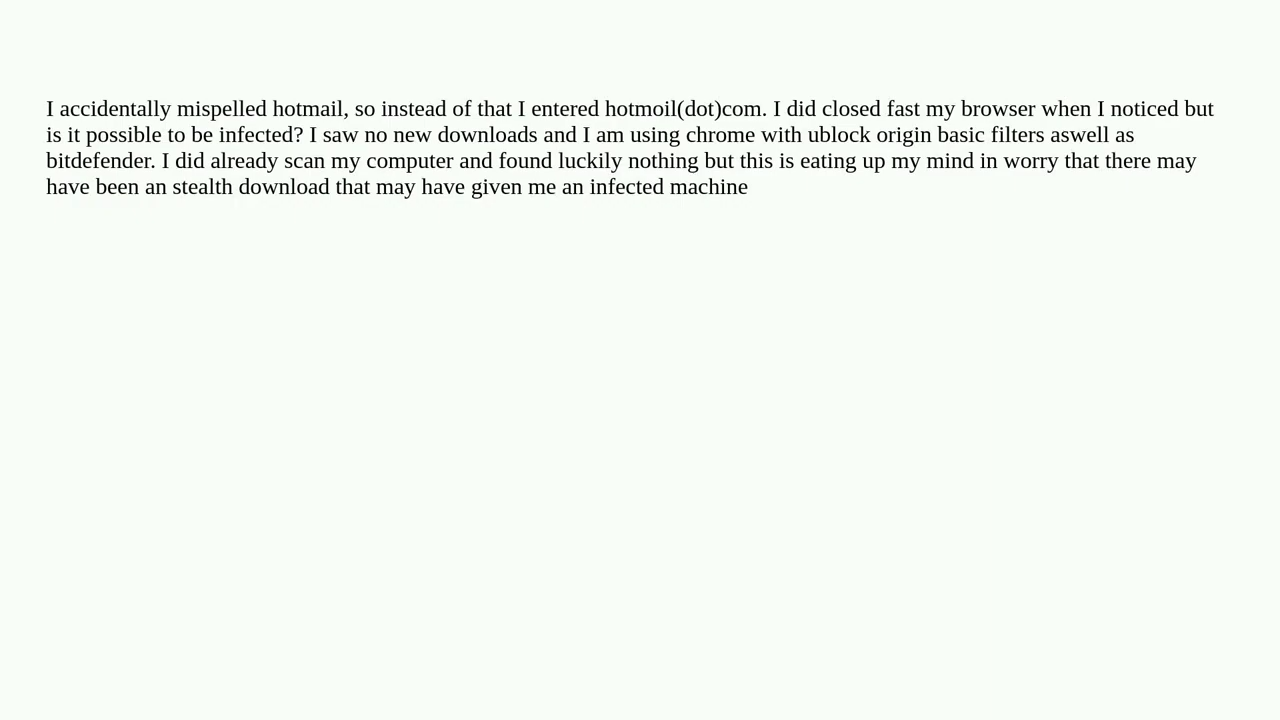 I accidentally mispelled hotmail, so instead of that I entered hotmoil(dot)com. I did closed fast my browser when I noticed but
is it possible to be infected? I saw no new downloads and I am using chrome with ublock origin basic filters aswell as
bitdefender. I did already scan my computer and found luckily nothing but this is eating up my mind in worry that there may
have been an stealth download that may have given me an infected machine